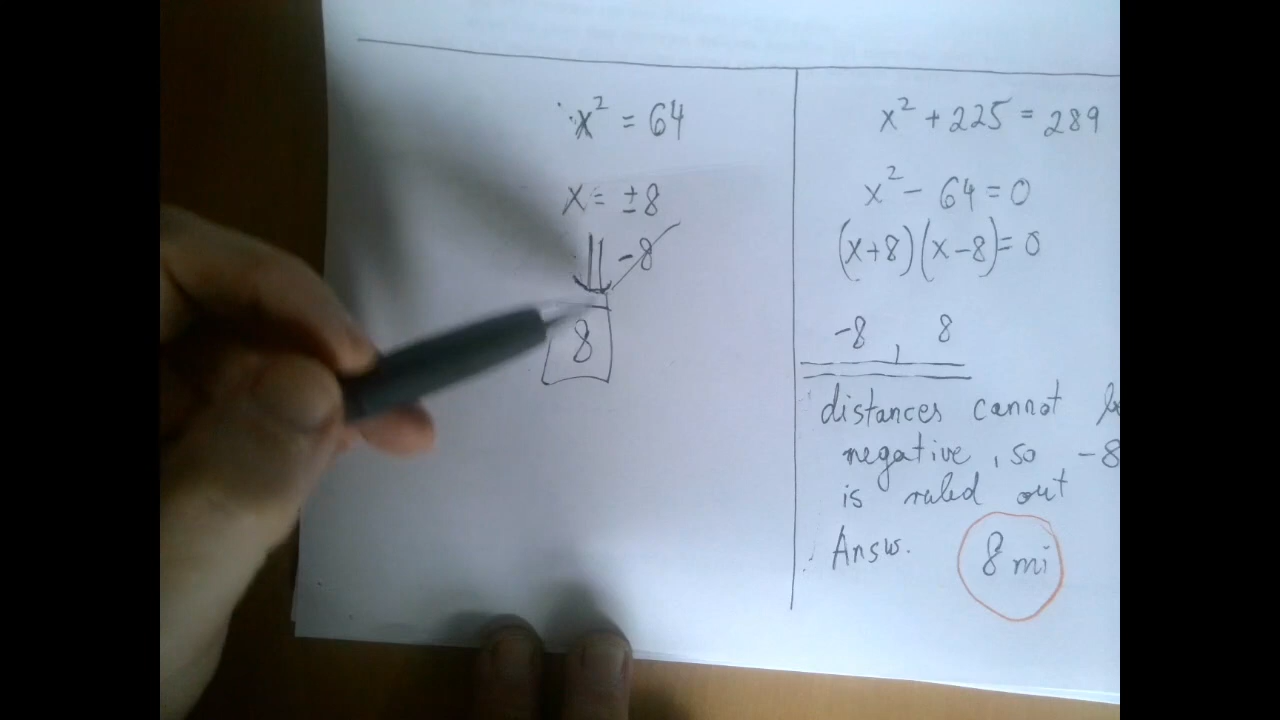 x² = 64
x = ±8
-8
8
x² + 225 = 289
x² - 64 = 0
(x+8)(x-8) = 0
-8 , 8
distances cannot
negative, so -8
is ruled out
Answ. 8 mi